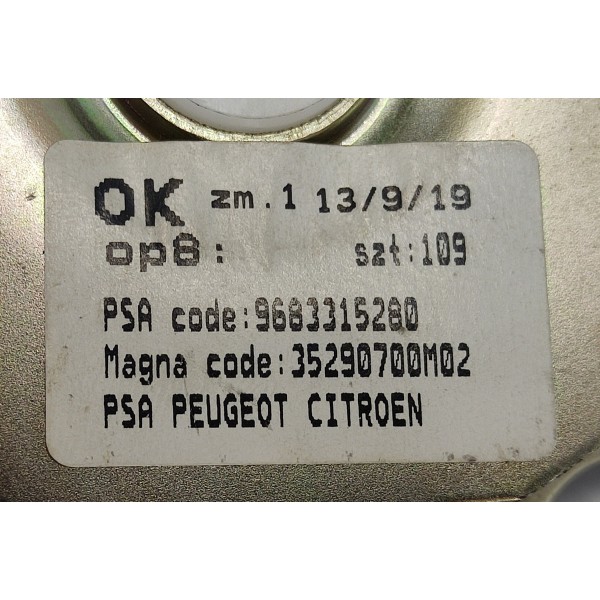 OK zm.1 13/9/19
op8: szt:109
PSA code:9683315280
Magna code:35290700M02
PSA PEUGEOT CITROEN